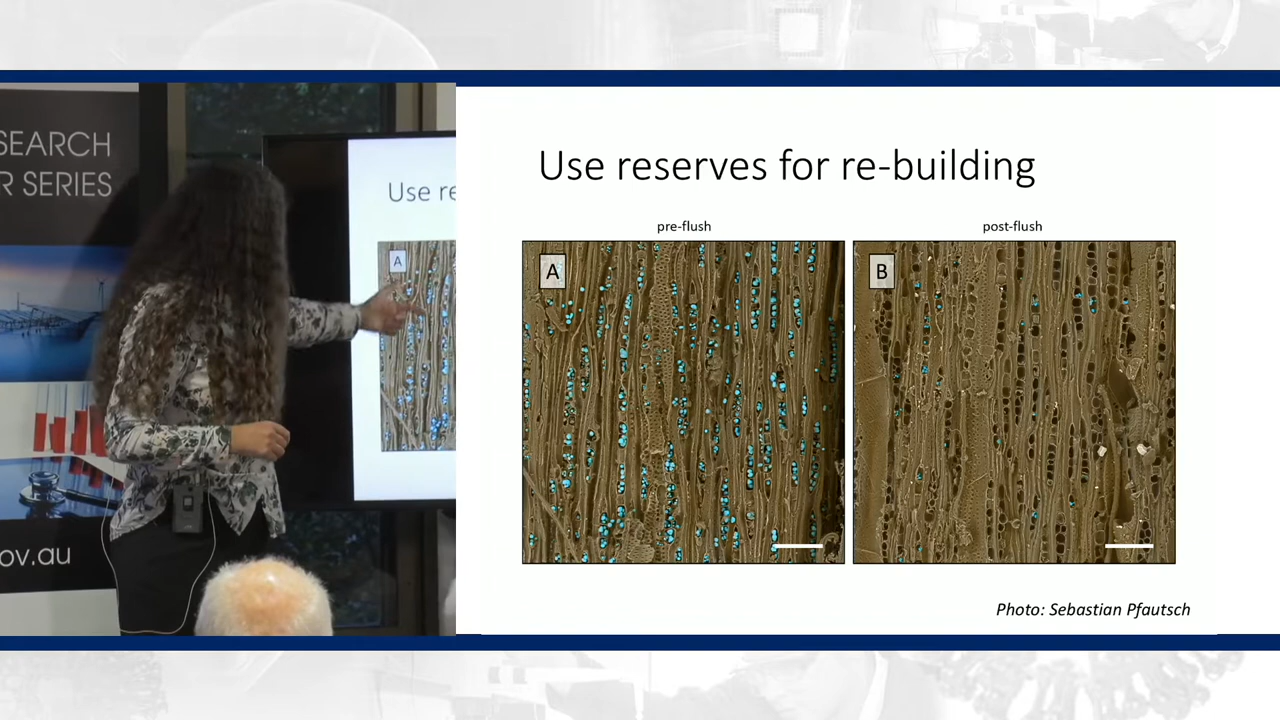 SEARCH
R SERIES
ov.au
Use re
A
Use reserves for re-building
pre-flush
post-flush
A
B
Photo: Sebastian Pfautsch